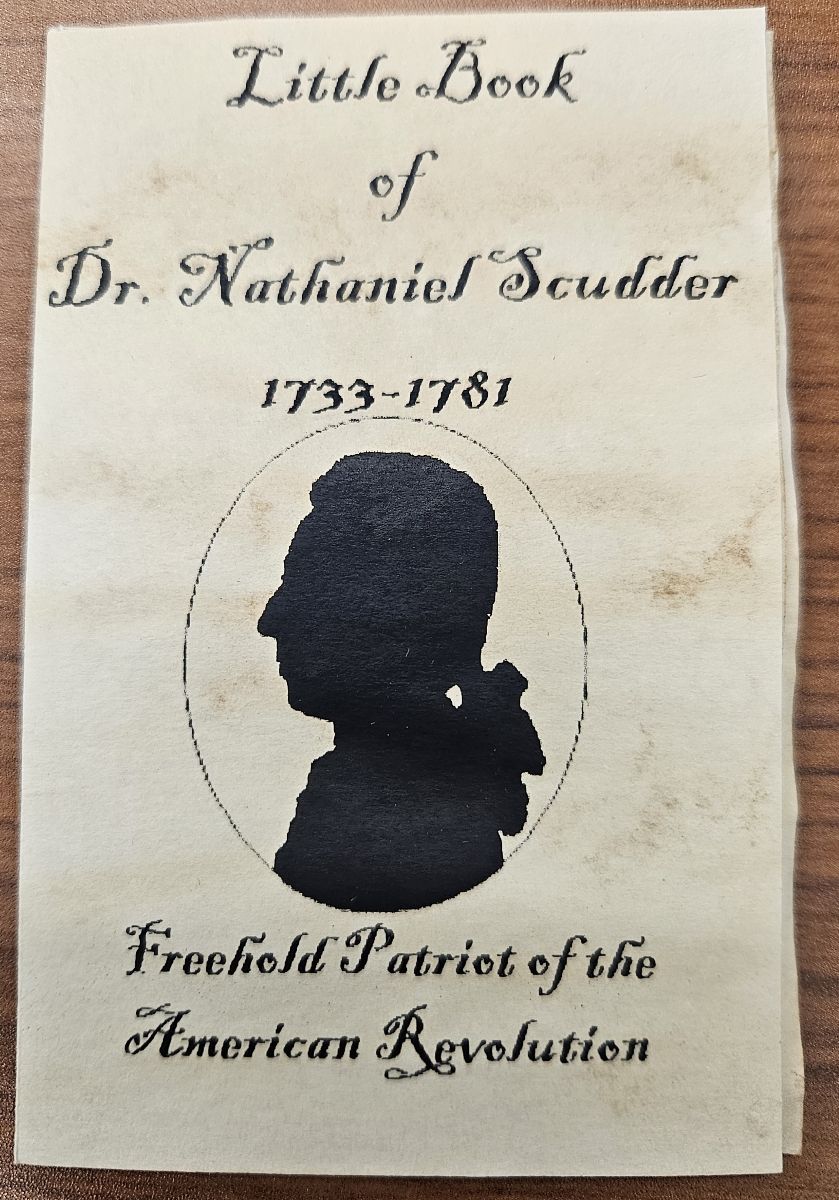 Little Book
of
Dr. Nathaniel Scudder
1733-1781
Freehold Patriot of the
American Revolution